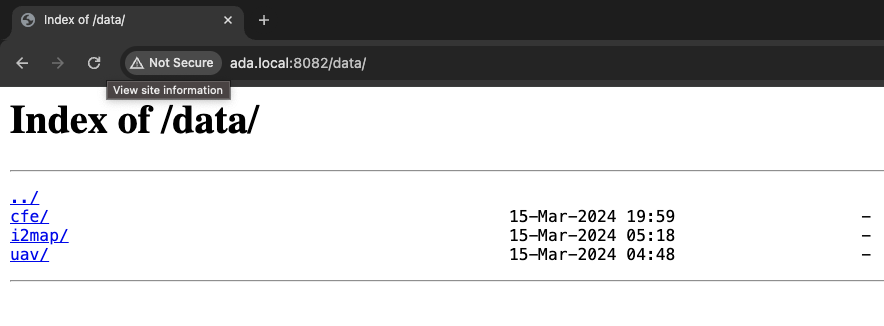 Index of /data/
Not Secure ada.local:8082/data/
View site information
Index of /data/
../
cfe/ 15-Mar-2024 19:59 -
i2map/ 15-Mar-2024 05:18 -
uav/ 15-Mar-2024 04:48 -